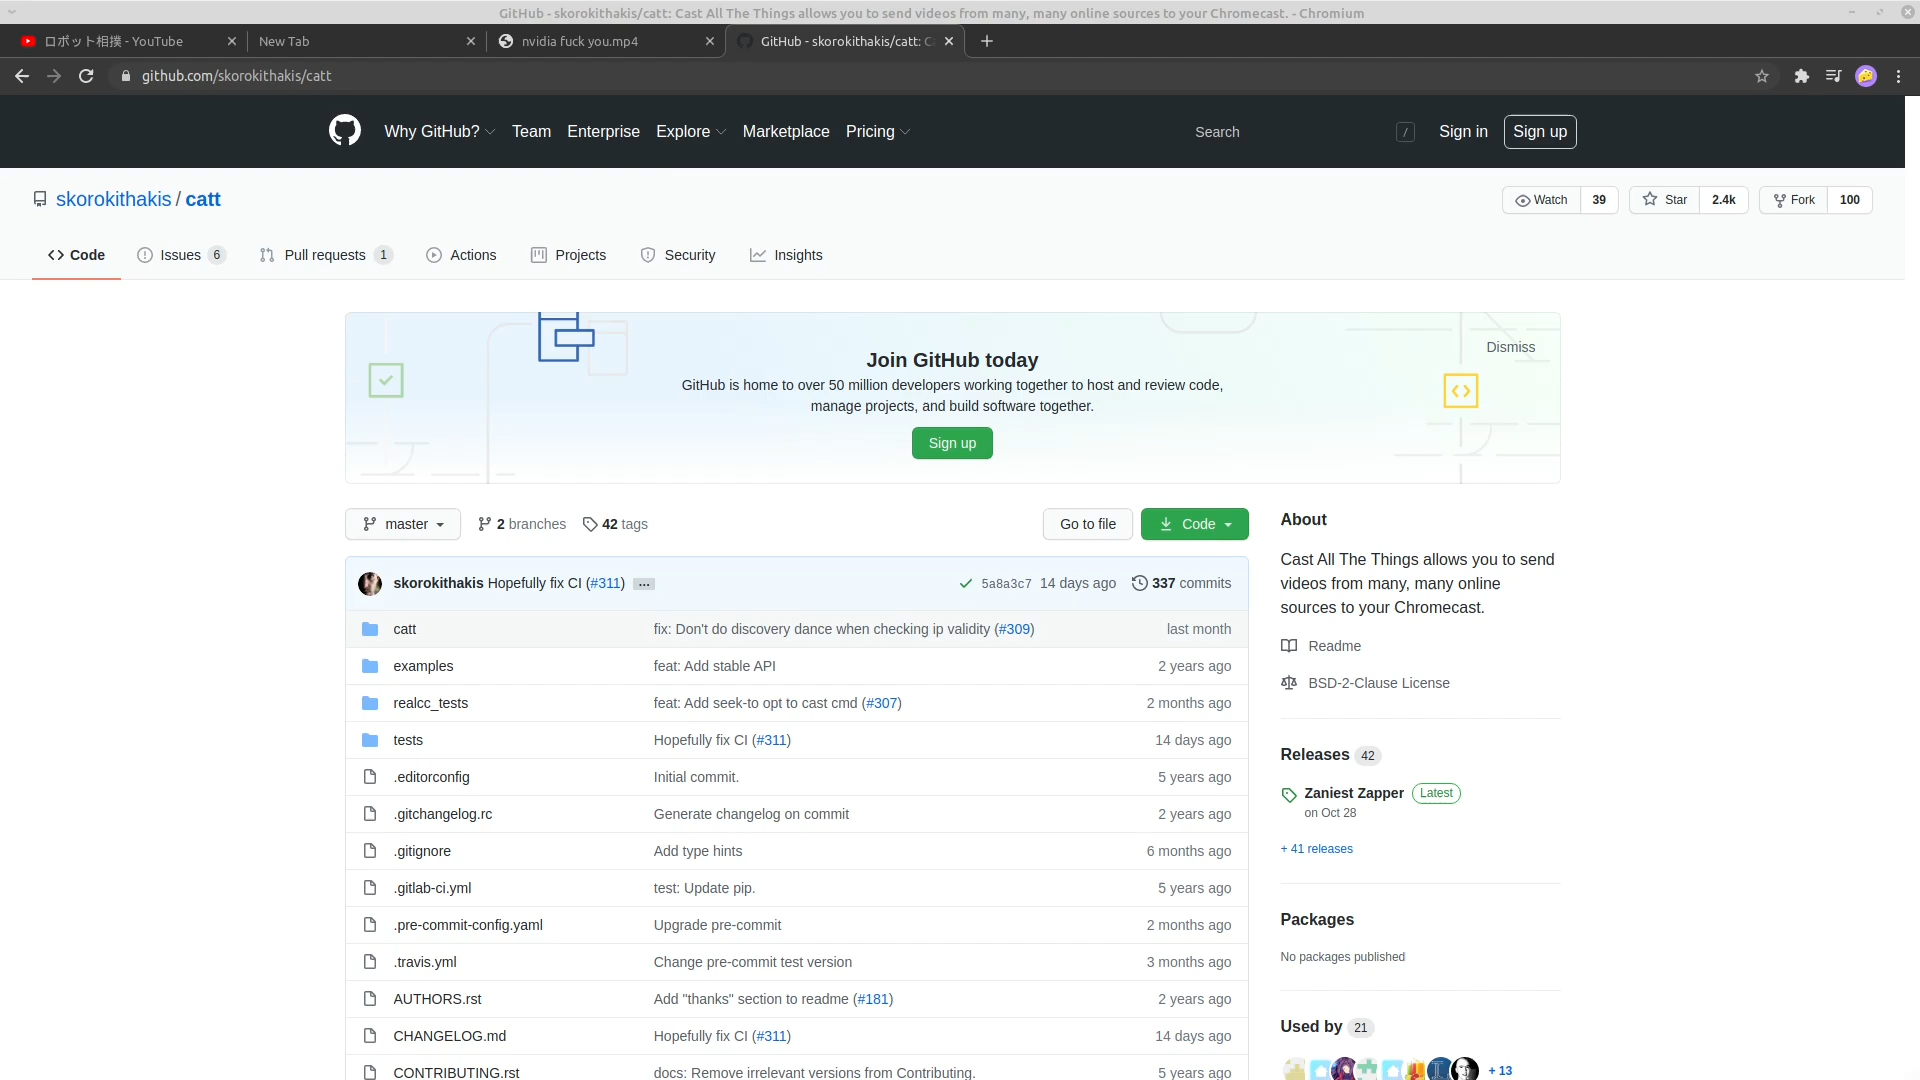 GitHub - skorokithakis/catt: Cast All The Things allows you to send videos from many, many online sources to your Chromecast. - Chromium
ロボット相撲 - YouTube
New Tab
nvidia fuck you.mp4
GitHub - skorokithakis/catt: Ca
github.com/skorokithakis/catt
Why GitHub? Team Enterprise Explore Marketplace Pricing
Search /
Sign in Sign up
skorokithakis / catt
Watch 39
Star 2.4k
Fork 100
Code
Issues 6
Pull requests 1
Actions
Projects
Security
Insights
Join GitHub today
Dismiss
GitHub is home to over 50 million developers working together to host and review code,
manage projects, and build software together.
Sign up
master
2 branches
42 tags
Go to file
Code
skorokithakis Hopefully fix CI (#311) ...
5a8a3c7 14 days ago
337 commits
catt fix: Don't do discovery dance when checking ip validity (#309) last month
examples feat: Add stable API 2 years ago
realcc_tests feat: Add seek-to opt to cast cmd (#307) 2 months ago
tests Hopefully fix CI (#311) 14 days ago
.editorconfig Initial commit. 5 years ago
.gitchangelog.rc Generate changelog on commit 2 years ago
.gitignore Add type hints 6 months ago
.gitlab-ci.yml test: Update pip. 5 years ago
.pre-commit-config.yaml Upgrade pre-commit 2 months ago
.travis.yml Change pre-commit test version 3 months ago
AUTHORS.rst Add "thanks" section to readme (#181) 2 years ago
CHANGELOG.md Hopefully fix CI (#311) 14 days ago
CONTRIBUTING.rst docs: Remove irrelevant versions from Contributing. 5 years ago
About
Cast All The Things allows you to send
videos from many, many online
sources to your Chromecast.
Readme
BSD-2-Clause License
Releases 42
Zaniest Zapper Latest
on Oct 28
+ 41 releases
Packages
No packages published
Used by 21
+ 13